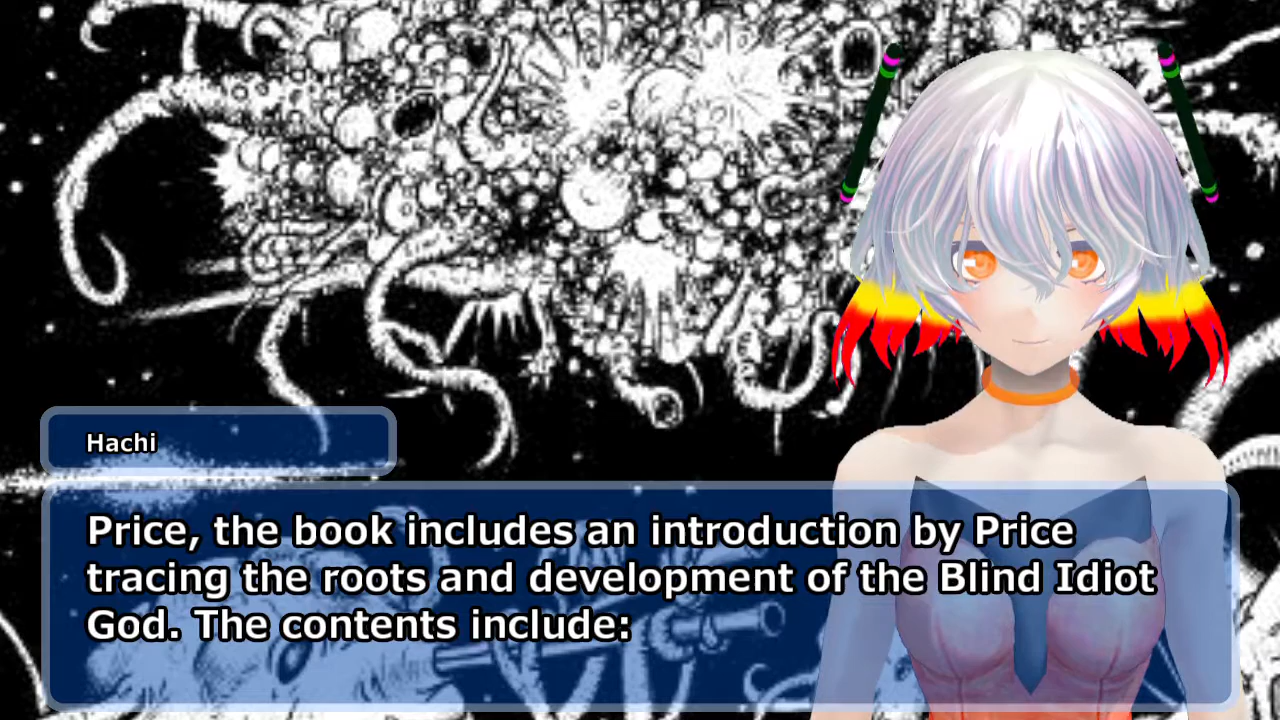 Hachi
Price, the book includes an introduction by Price
tracing the roots and development of the Blind Idiot
God. The contents include: